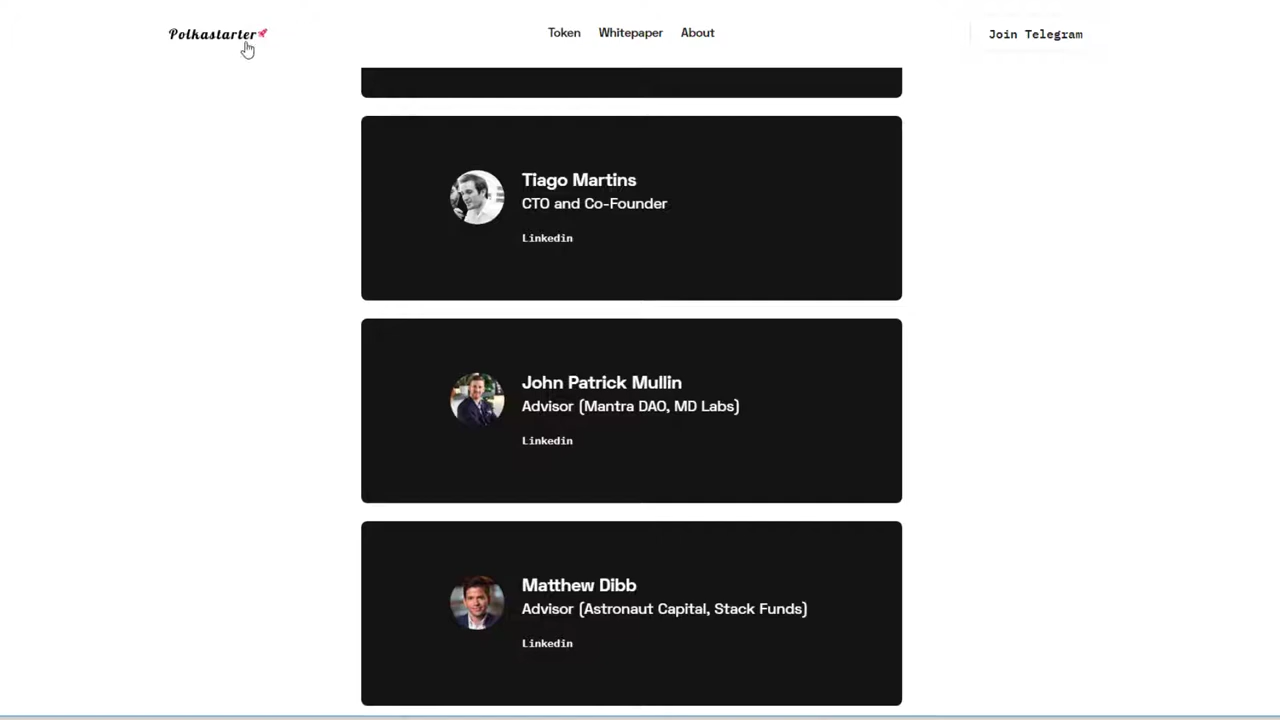 Polkastarter
Token
Whitepaper
About
Join Telegram
Tiago Martins
CTO and Co-Founder
Linkedin
John Patrick Mullin
Advisor (Mantra DAO, MD Labs)
Linkedin
Matthew Dibb
Advisor (Astronaut Capital, Stack Funds)
Linkedin